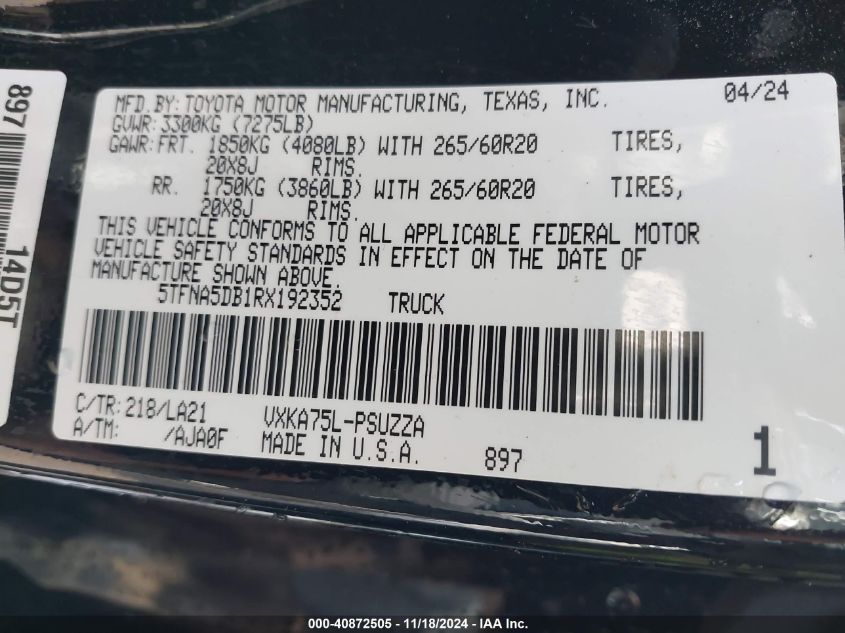 MFD.BY: TOYOTA MOTOR MANUFACTURING, TEXAS, INC. 04/24
GVWR: 3300KG (7275LB)
GAWR: FRT. 1850KG (4080LB) WITH 265/60R20 TIRES,
20X8J RIMS.
RR. 1750KG (3860LB) WITH 265/60R20 TIRES,
20X8J RIMS.
THIS VEHICLE CONFORMS TO ALL APPLICABLE FEDERAL MOTOR
VEHICLE SAFETY STANDARDS IN EFFECT ON THE DATE OF
MANUFACTURE SHOWN ABOVE.
5TFNA5DB1RX192352 TRUCK
C/TR: 218/LA21 VXKA75L-PSUZZA
A/TM: /AJA0F MADE IN U.S.A. 897 1
897 14D5T
000-40872505 - 11/18/2024 - IAA Inc.